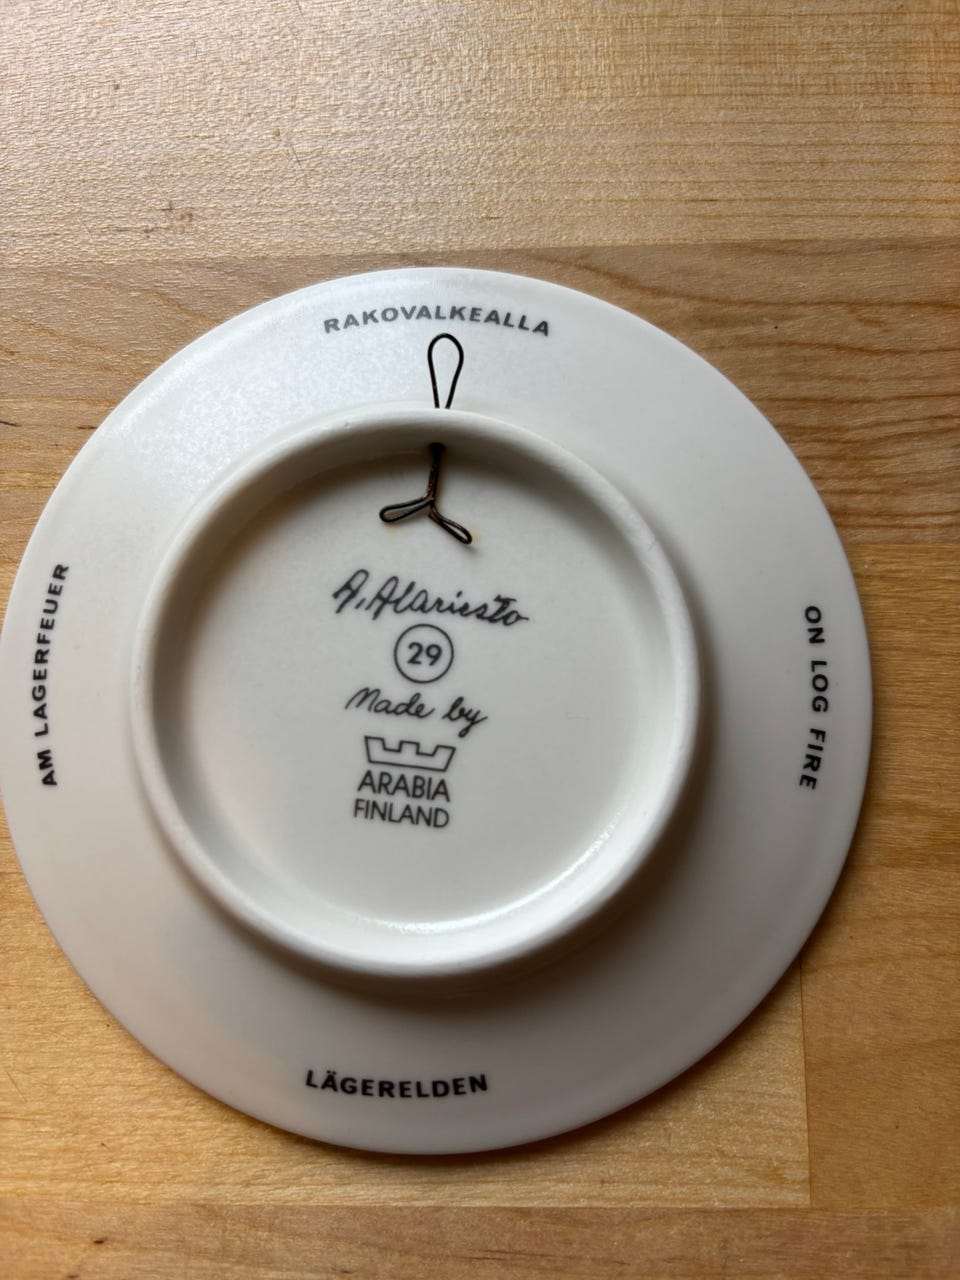 RAKOVALKEALLA
AM LAGERFEUER
ON LOG FIRE
A. Alariesto
29
Made by
ARABIA
FINLAND
LÄGERELDEN